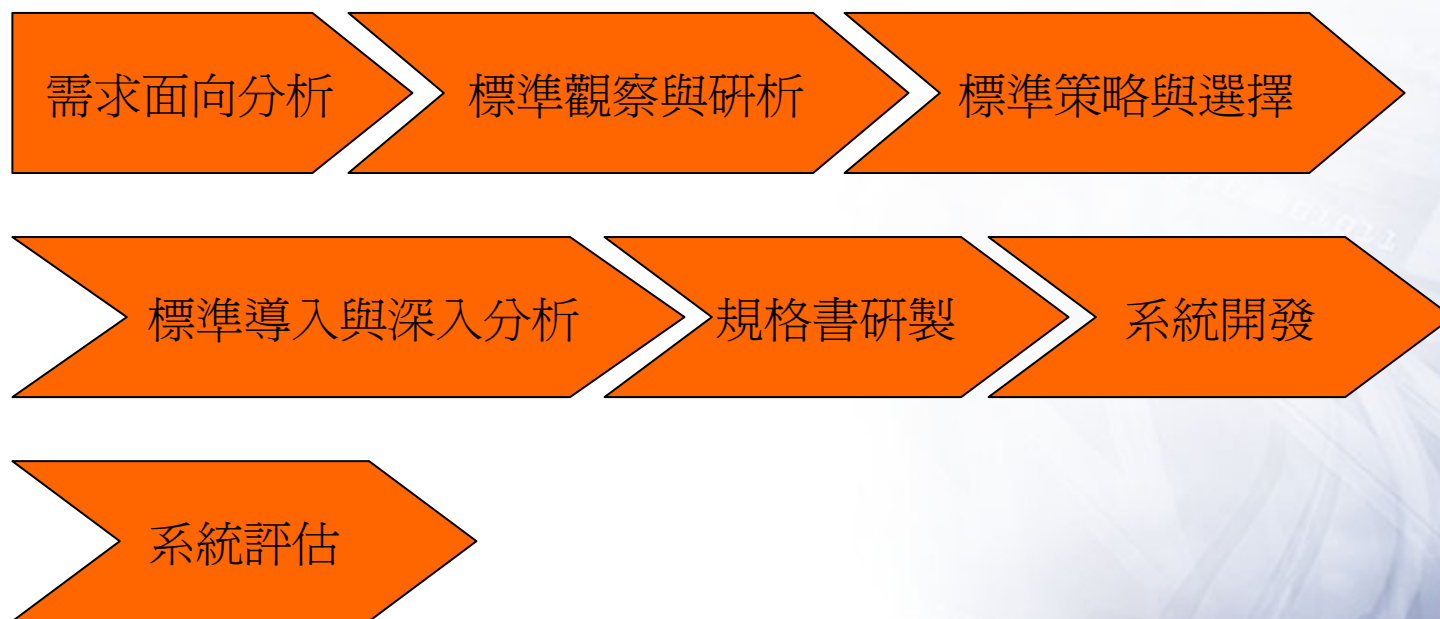 需求面向分析
標準觀察與研析
標準策略與選擇
標準導入與深入分析
規格書研製
系統開發
系統評估